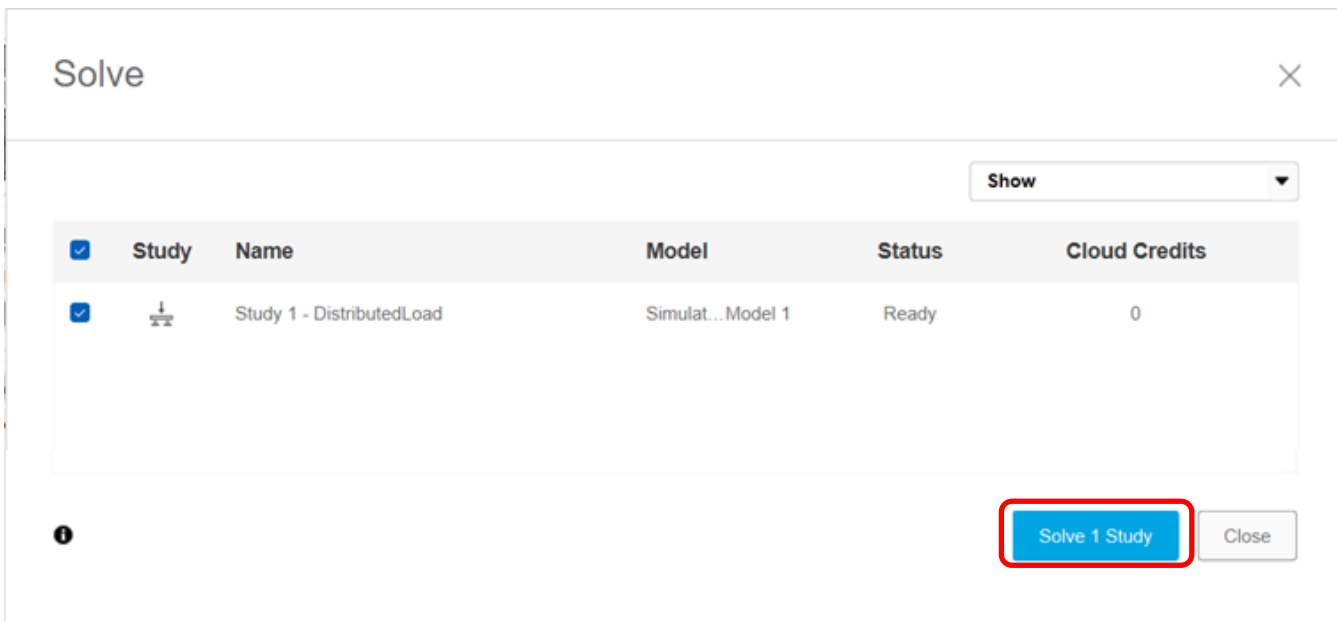 Solve
Show
Study Name Model Status Cloud Credits
Study 1 - DistributedLoad Simulat...Model 1 Ready 0
Solve 1 Study Close